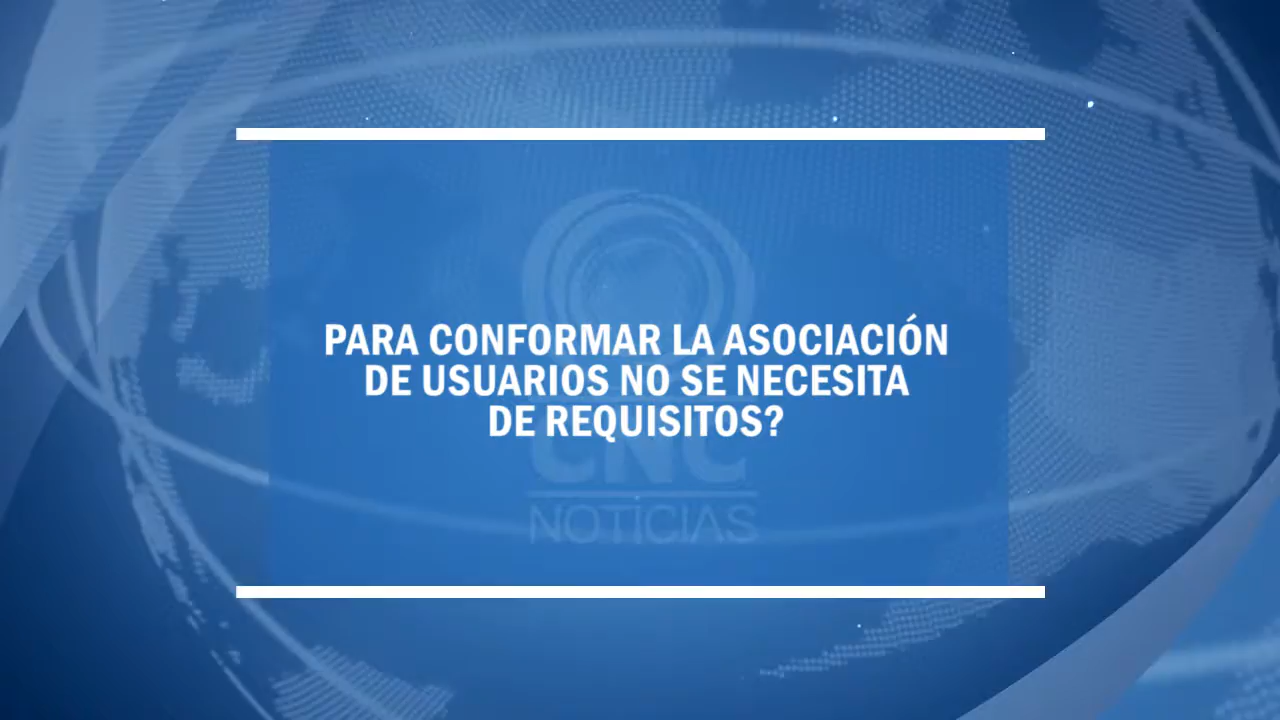 PARA CONFORMAR LA ASOCIACIÓN
DE USUARIOS NO SE NECESITA
DE REQUISITOS?
CNC
NOTICIAS